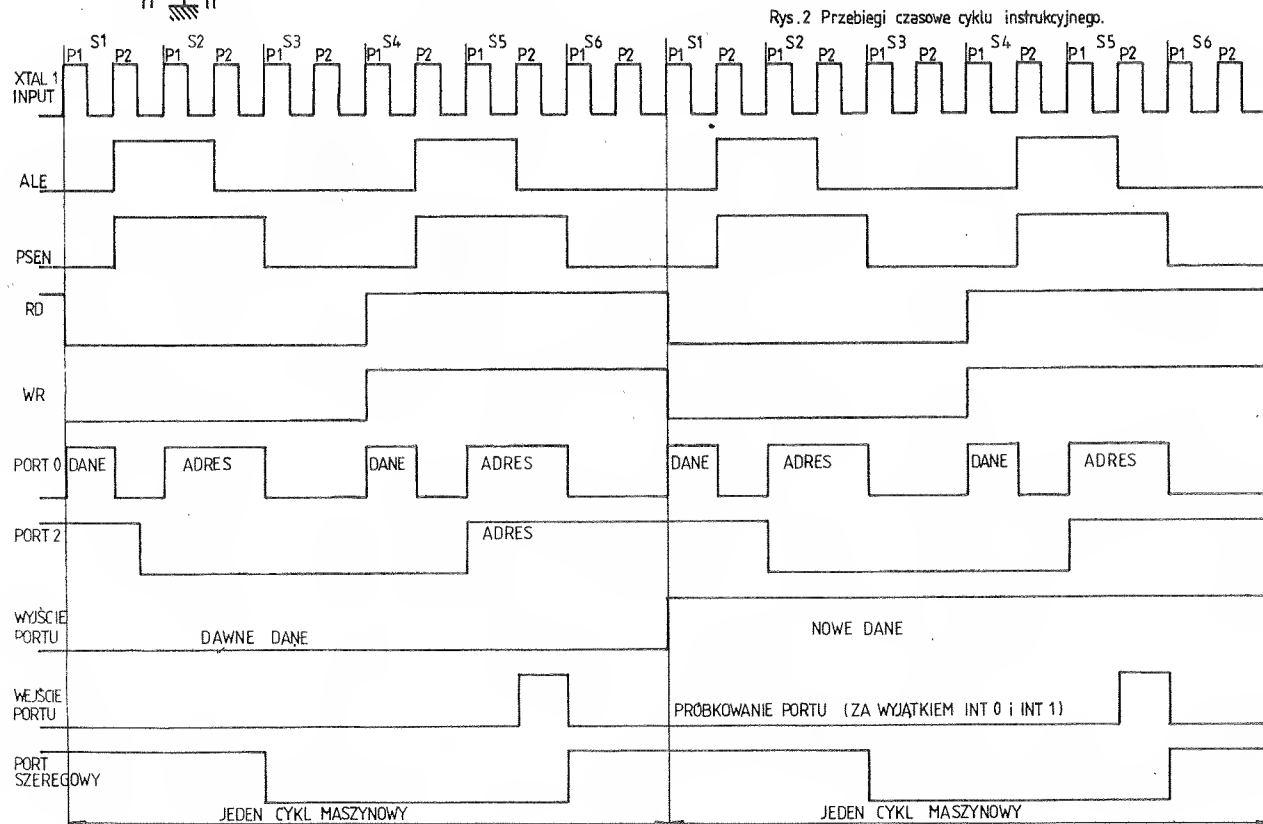 Rys.2 Przebiegi czasowe cyklu instrukcyjnego.
S1 S2 S3 S4 S5 S6 S1 S2 S3 S4 S5 S6
P1 P2 P1 P2 P1 P2 P1 P2 P1 P2 P1 P2 P1 P2 P1 P2 P1 P2 P1 P2 P1 P2 P1 P2
XTAL 1
INPUT
ALE
PSEN
RD
WR
PORT 0 DANE ADRES DANE ADRES DANE ADRES DANE ADRES
PORT 2 ADRES
WYJŚCIE
PORTU
DAWNE DANE
NOWE DANE
WEJŚCIE
PORTU
PRÓBKOWANIE PORTU (ZA WYJĄTKIEM INT 0 i INT 1)
PORT
SZEREGOWY
JEDEN CYKL MASZYNOWY JEDEN CYKL MASZYNOWY